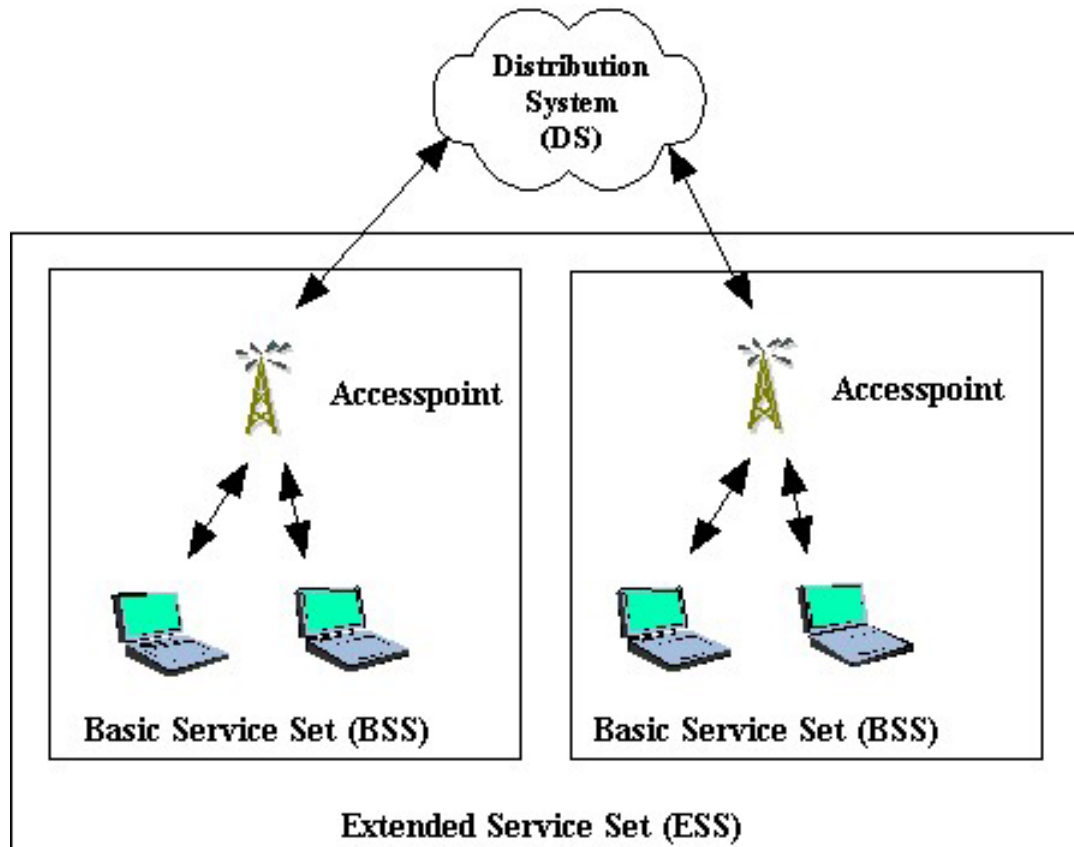 Distribution
System
(DS)
Accesspoint
Accesspoint
Basic Service Set (BSS)
Basic Service Set (BSS)
Extended Service Set (ESS)